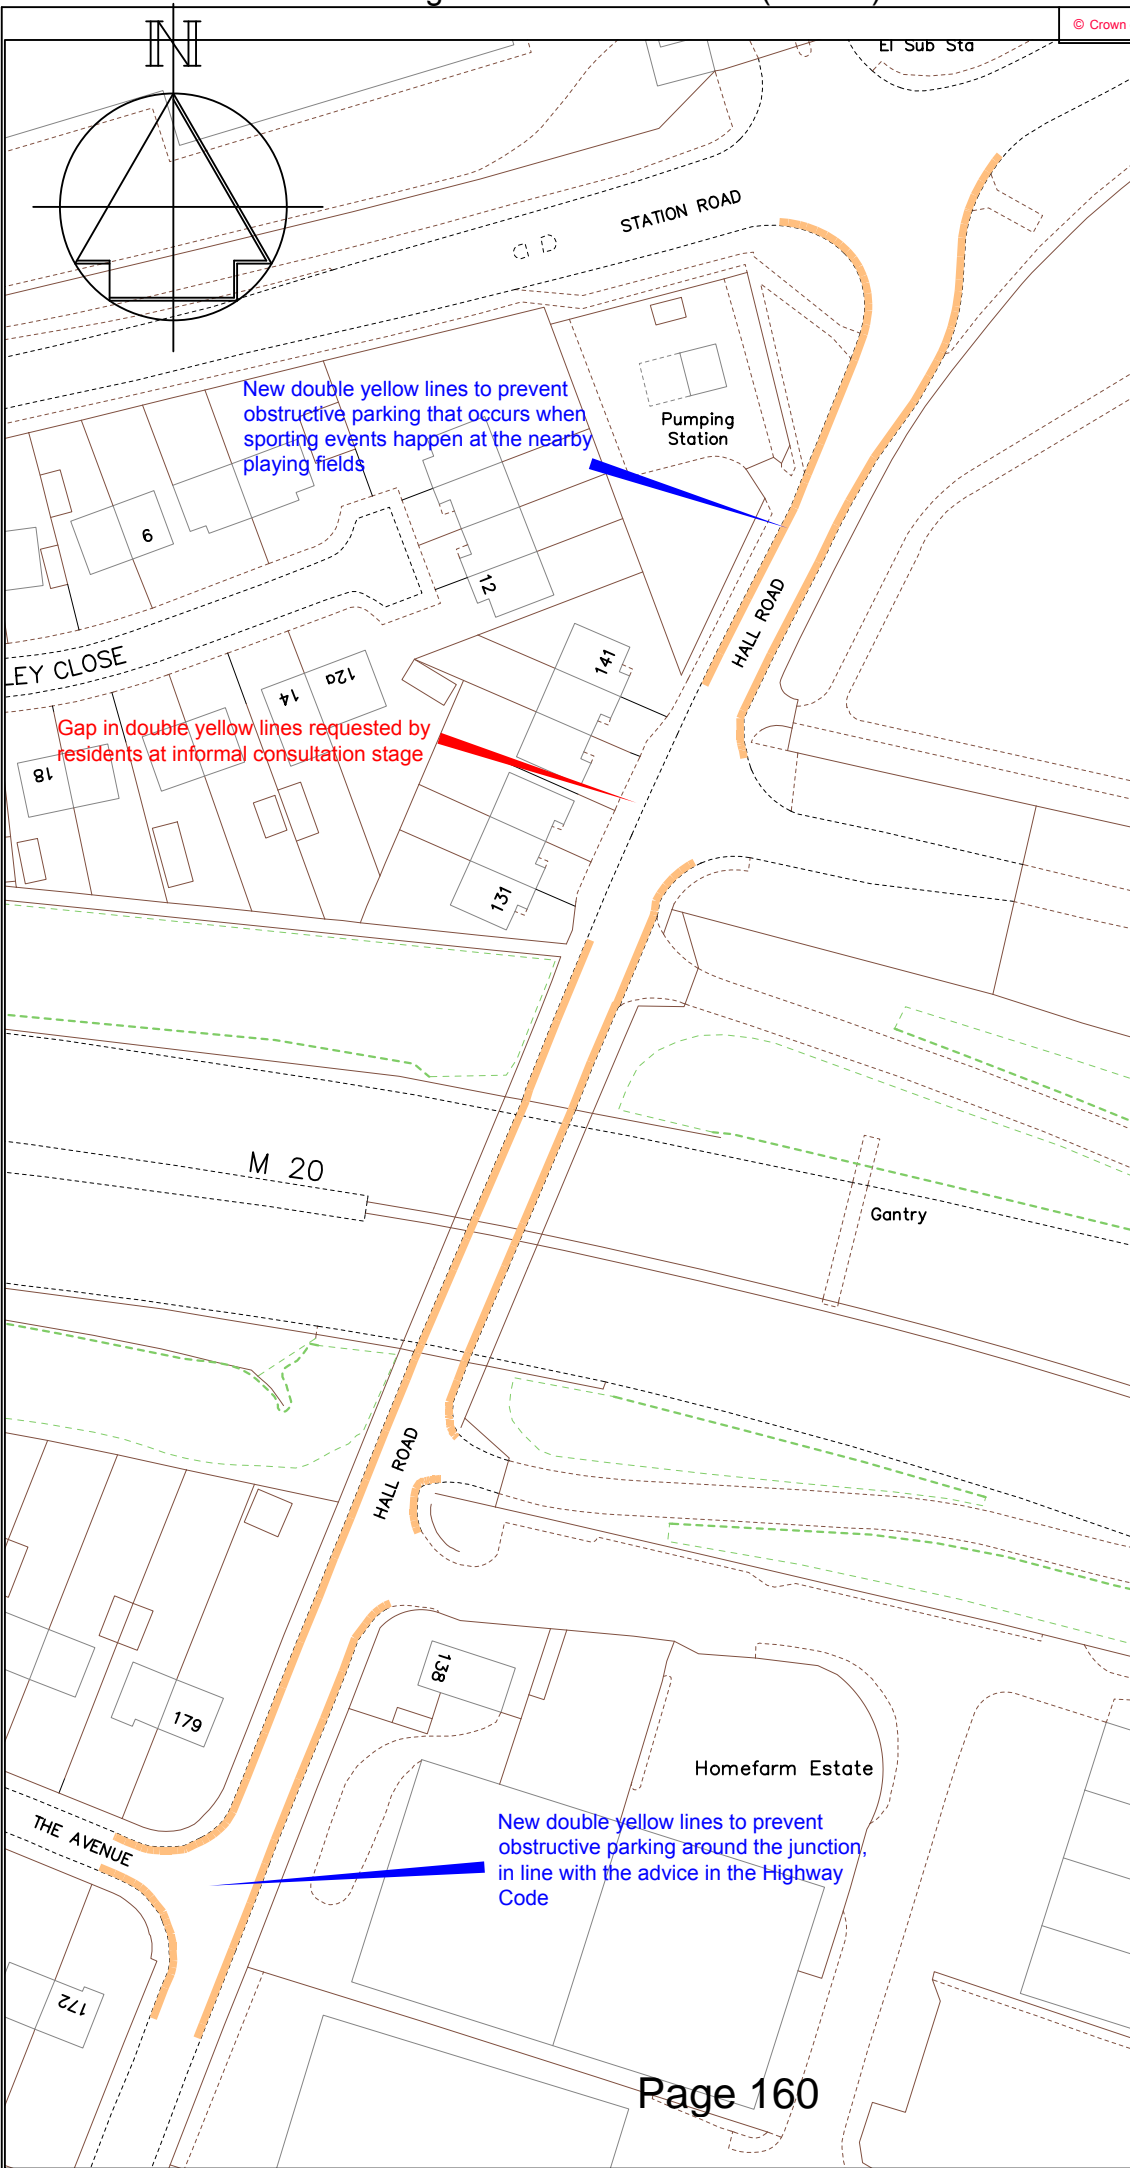 © Crown
N
El Sub Sta
STATION ROAD
New double yellow lines to prevent
obstructive parking that occurs when
sporting events happen at the nearby
playing fields
Pumping
Station
9
12
HALL ROAD
LEY CLOSE
141
12a
14
Gap in double yellow lines requested by
residents at informal consultation stage
18
131
M 20
Gantry
HALL ROAD
138
179
Homefarm Estate
THE AVENUE
New double yellow lines to prevent
obstructive parking around the junction,
in line with the advice in the Highway
Code
172
Page 160